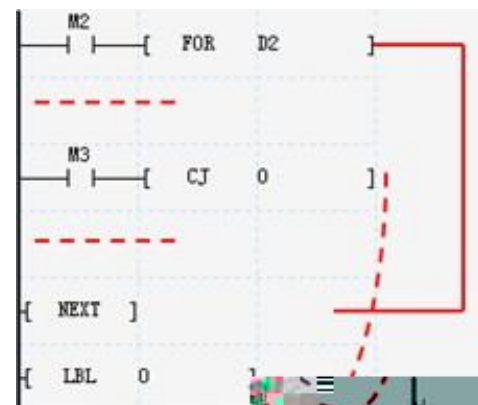 M2
[ FOR D2 ]
M3
[ CJ 0 ]
[ NEXT ]
[ LBL 0 ]